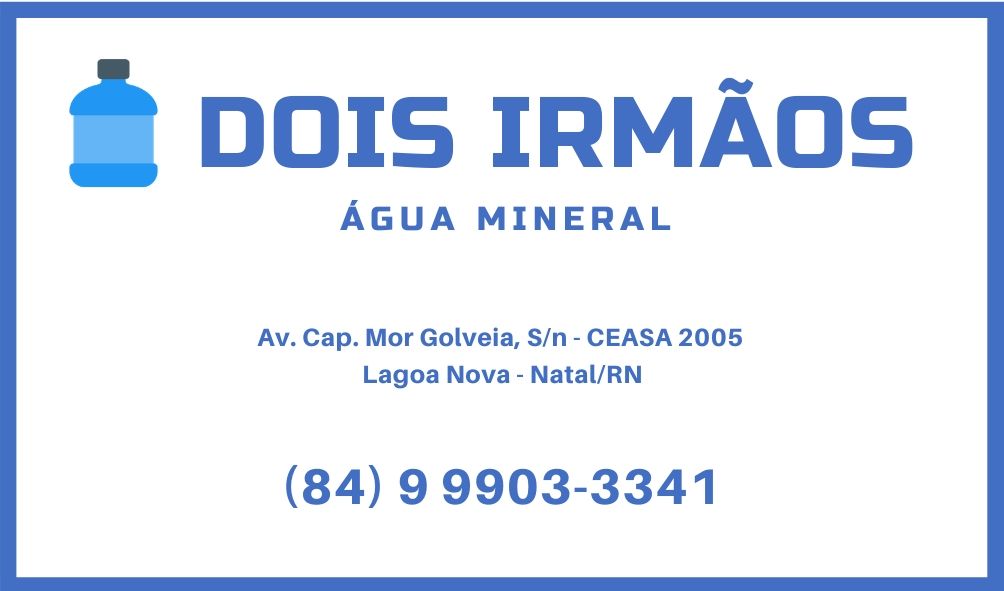 DOIS IRMÃOS
ÁGUA MINERAL
Av. Cap. Mor Golveia, S/n - CEASA 2005
Lagoa Nova - Natal/RN
(84) 9 9903-3341